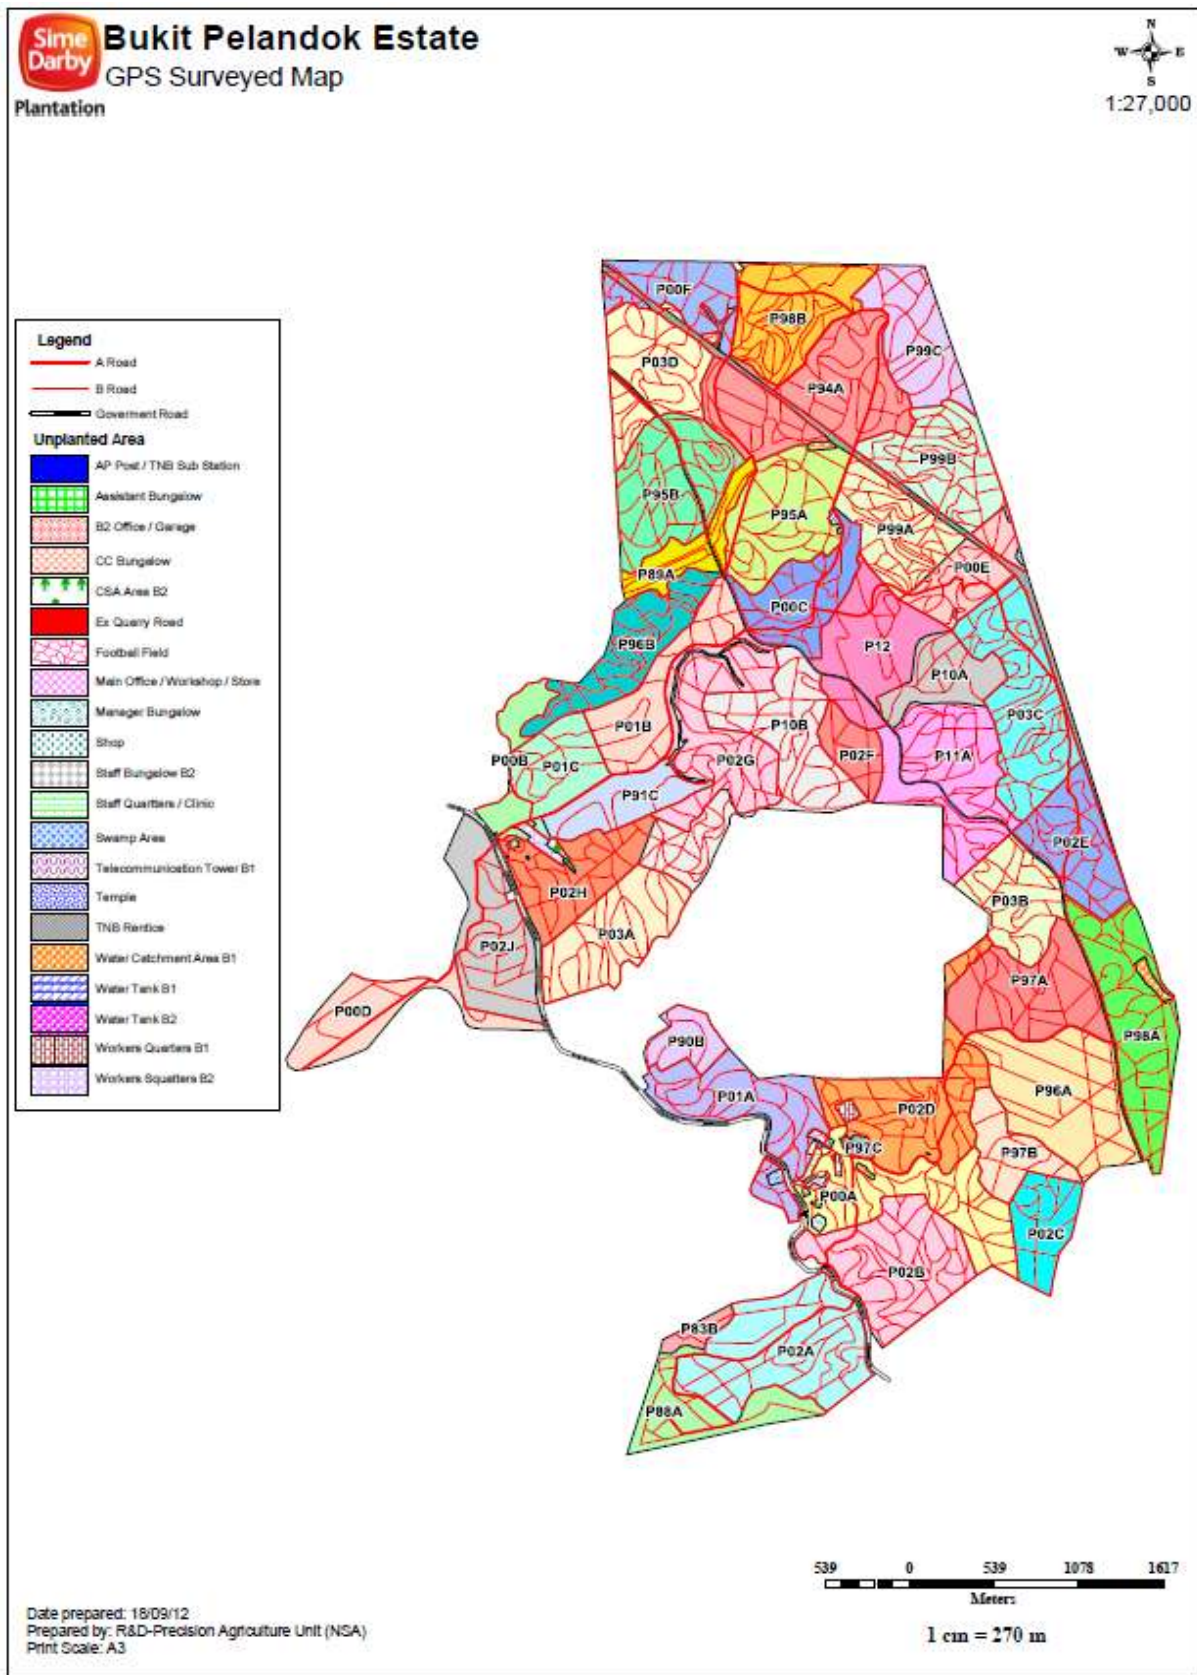 Sime
Darby
Plantation
Bukit Pelandok Estate
GPS Surveyed Map
N
W E
S
1:27,000
Legend
A Road
B Road
Goverment Road
Unplanted Area
AP Post / TNB Sub Station
Assistant Bungalow
B2 Office / Garage
CC Bungalow
CSA Area B2
Ex Quarry Road
Football Field
Main Office / Workshop / Store
Manager Bungalow
Shop
Staff Bungalow B2
Staff Quartters / Clinic
Swamp Area
Telecommunication Tower B1
Temple
TNB Rentice
Water Catchment Area B1
Water Tank B1
Water Tank B2
Workers Quarters B1
Workers Squatters B2
P00F
P98B
P99C
P03D
P94A
P99B
P95B
P95A
P99A
P00E
P89A
P00C
P96B
P12
P10A
P03C
P01B
P10B
P00B
P01C
P02G
P02F
P11A
P91C
P02E
P02H
P03B
P03A
P02J
P97A
P00D
P98A
P90B
P01A
P96A
P02D
P97C
P97B
P00A
P02C
P02B
P83B
P02A
P88A
539 0 539 1078 1617
Meters
1 cm = 270 m
Date prepared: 18/09/12
Prepared by: R&D-Precision Agriculture Unit (NSA)
Print Scale: A3